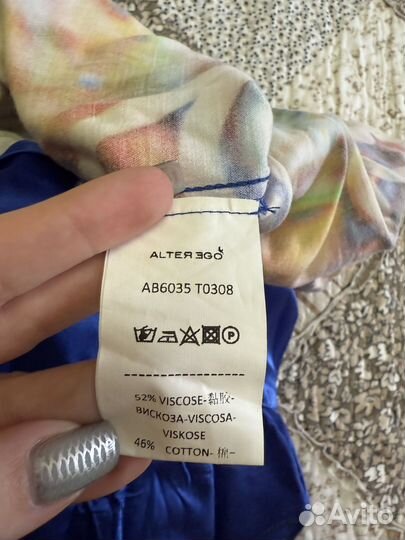 ALTER EGO
AB6035 T0308
52% VISCOSE-黏胶-
ВИСКОЗА-VISCOSA-
VISKOSE
46% COTTON-棉-
Avito